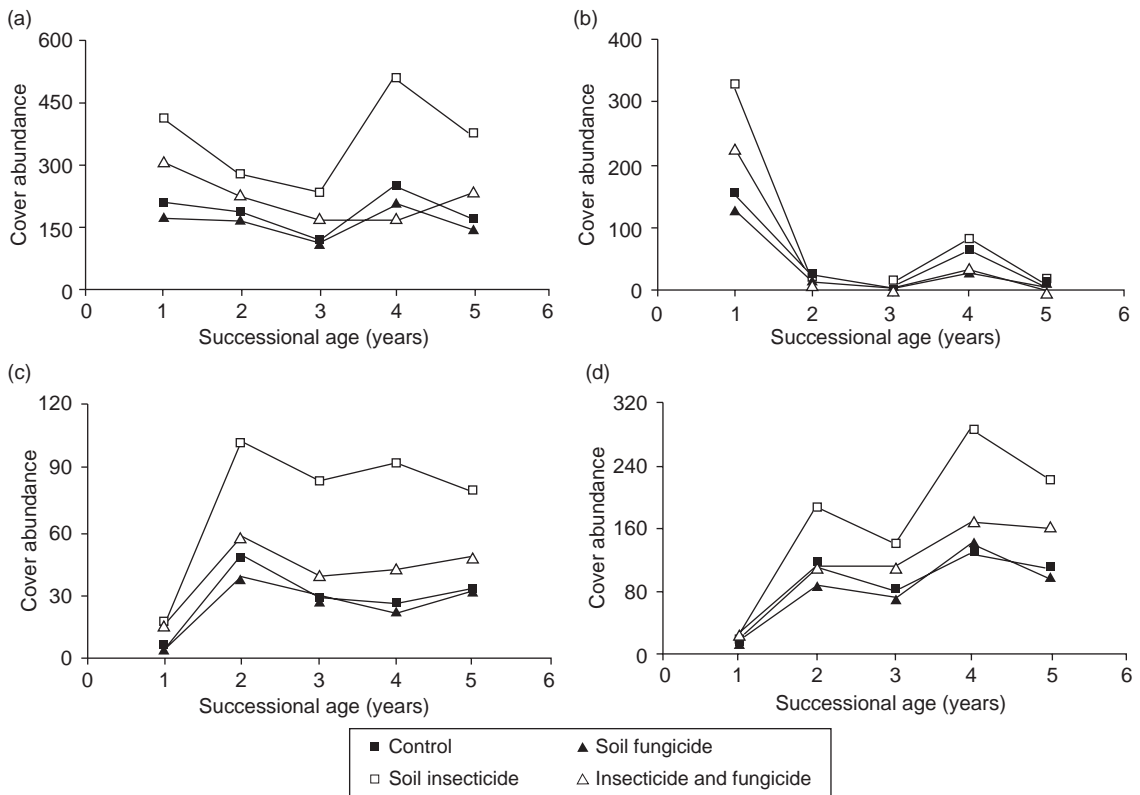 (a)
600
450
300
150
0
Cover abundance
0 1 2 3 4 5 6
Successional age (years)
(b)
400
300
200
100
0
Cover abundance
0 1 2 3 4 5 6
Successional age (years)
(c)
120
90
60
30
0
Cover abundance
0 1 2 3 4 5 6
Successional age (years)
(d)
320
240
160
80
0
Cover abundance
0 1 2 3 4 5 6
Successional age (years)
Control
Soil fungicide
Soil insecticide
Insecticide and fungicide